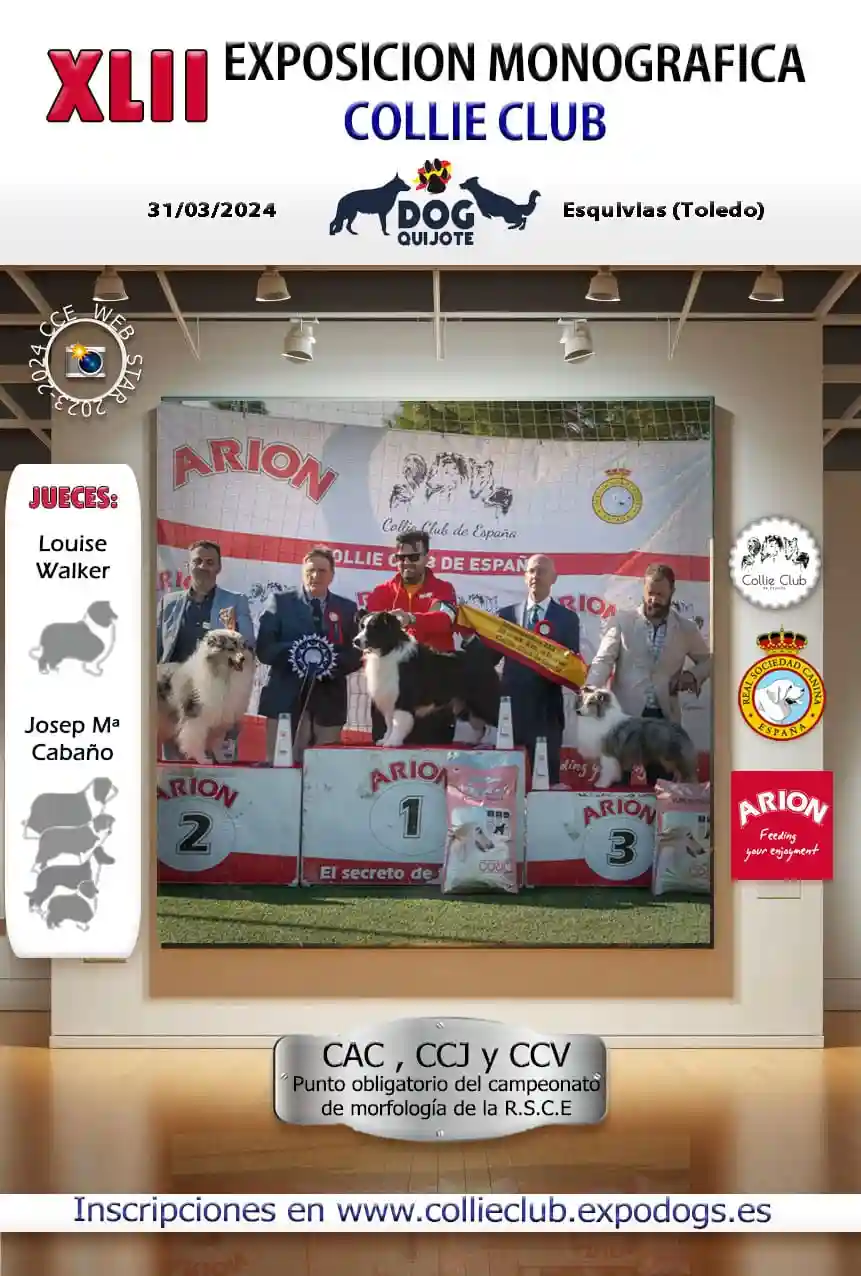 XLII EXPOSICION MONOGRAFICA
COLLIE CLUB
31/03/2024
DOG
QUIJOTE
Esquivias (Toledo)
CCE WEB STAR 2023-2024
JUECES:
Louise
Walker
Josep Mª
Cabaño
ARION
Collie Club de España
COLLIE CLUB DE ESPAÑA
ARION
ARION
2
ARION
1
El secreto de
ARION
3
Collie Club
REAL SOCIEDAD CANINA
ESPAÑA
ARION
Feeding
your enjoyment
CAC , CCJ y CCV
Punto obligatorio del campeonato
de morfología de la R.S.C.E
Inscripciones en www.collieclub.expodogs.es